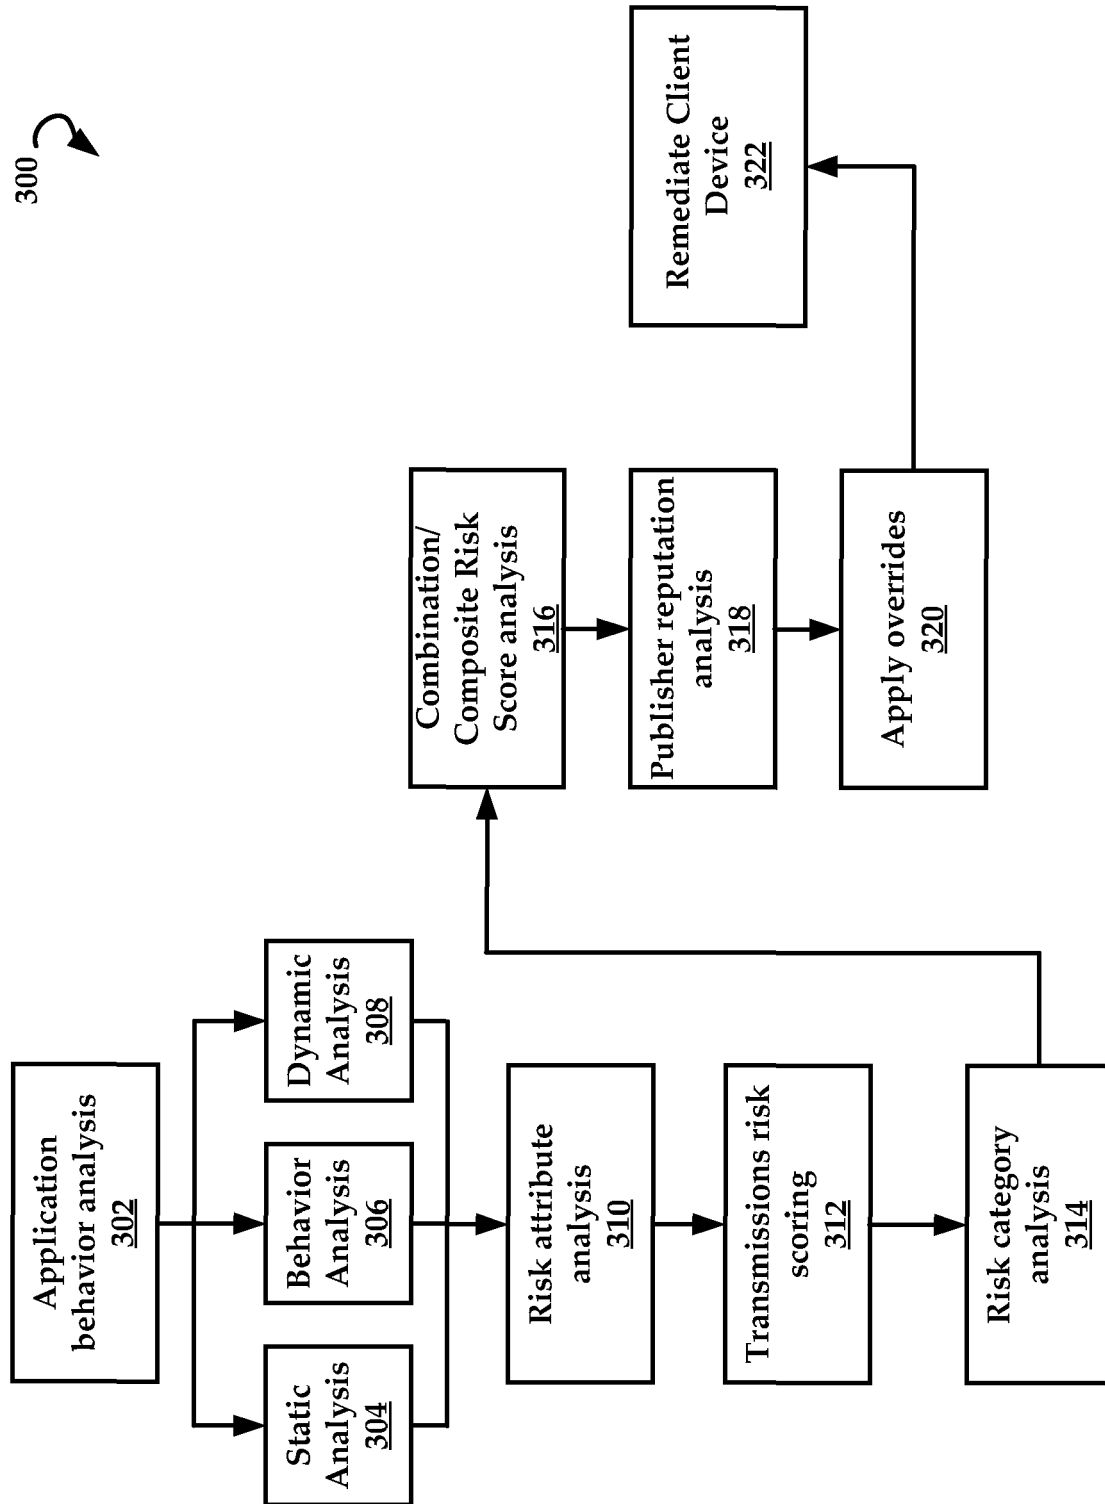 300
Application
behavior analysis
302
Static
Analysis
304
Behavior
Analysis
306
Dynamic
Analysis
308
Risk attribute
analysis
310
Transmissions risk
scoring
312
Risk category
analysis
314
Combination/
Composite Risk
Score analysis
316
Publisher reputation
analysis
318
Apply overrides
320
Remediate Client
Device
322